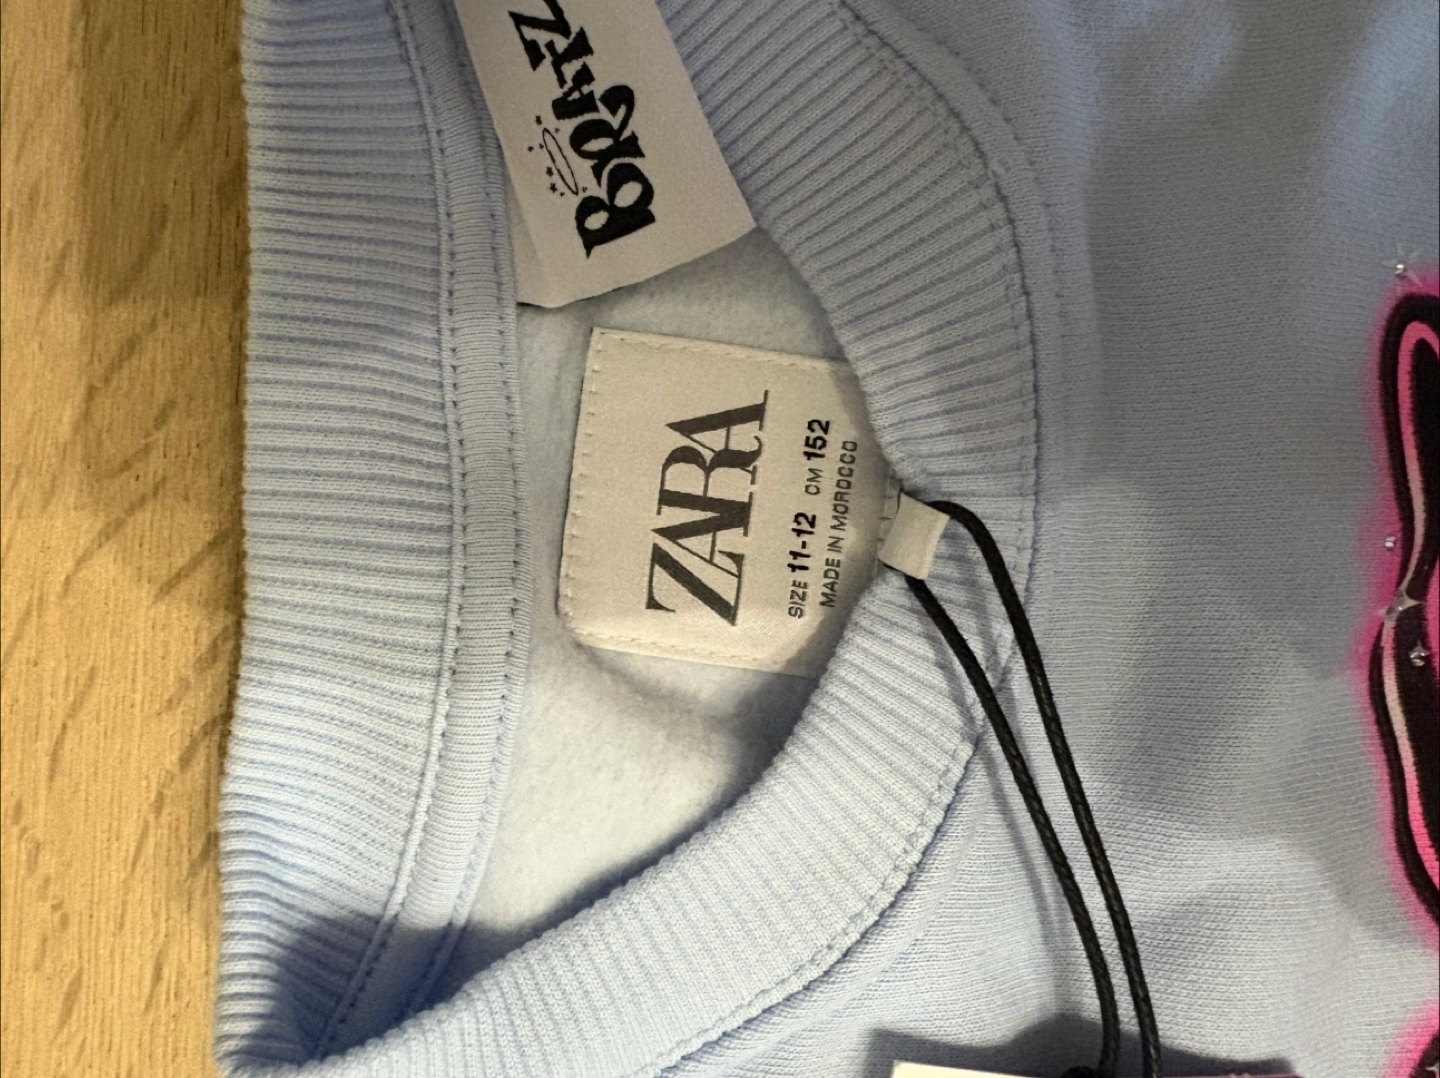 BRATZ
ZARA
SIZE 11-12 CM 152
MADE IN MOROCCO